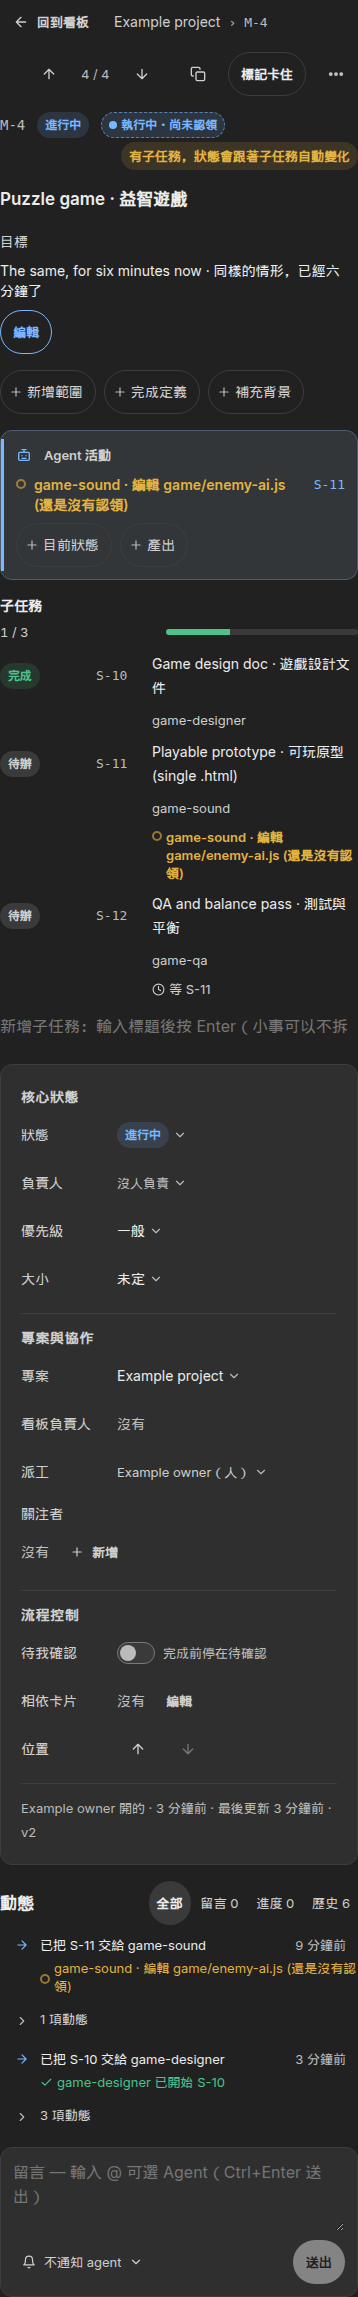 回到看板 Example project › M-4
4 / 4 標記卡住
M-4 進行中 執行中・尚未認領
有子任務，狀態會跟著子任務自動變化
Puzzle game · 益智遊戲
目標
The same, for six minutes now · 同樣的情形，已經六
分鐘了
編輯
新增範圍 完成定義 補充背景
Agent 活動
game-sound · 編輯 game/enemy-ai.js S-11
(還是沒有認領)
目前狀態 產出
子任務
1 / 3
完成 S-10 Game design doc · 遊戲設計文
件
game-designer
待辦 S-11 Playable prototype · 可玩原型
(single .html)
game-sound
game-sound · 編輯
game/enemy-ai.js (還是沒有認
領)
待辦 S-12 QA and balance pass · 測試與
平衡
game-qa
等 S-11
新增子任務：輸入標題後按 Enter（小事可以不拆
核心狀態
狀態 進行中
負責人 沒人負責
優先級 一般
大小 未定
專案與協作
專案 Example project
看板負責人 沒有
派工 Example owner（人）
關注者
沒有 新增
流程控制
待我確認 完成前停在待確認
相依卡片 沒有 編輯
位置
Example owner 開的 · 3 分鐘前 · 最後更新 3 分鐘前 ·
v2
動態 全部 留言 0 進度 0 歷史 6
已把 S-11 交給 game-sound 9 分鐘前
game-sound · 編輯 game/enemy-ai.js (還是沒有認
領)
1 項動態
已把 S-10 交給 game-designer 3 分鐘前
game-designer 已開始 S-10
3 項動態
留言 — 輸入 @ 可選 Agent（Ctrl+Enter 送
出）
不通知 agent 送出